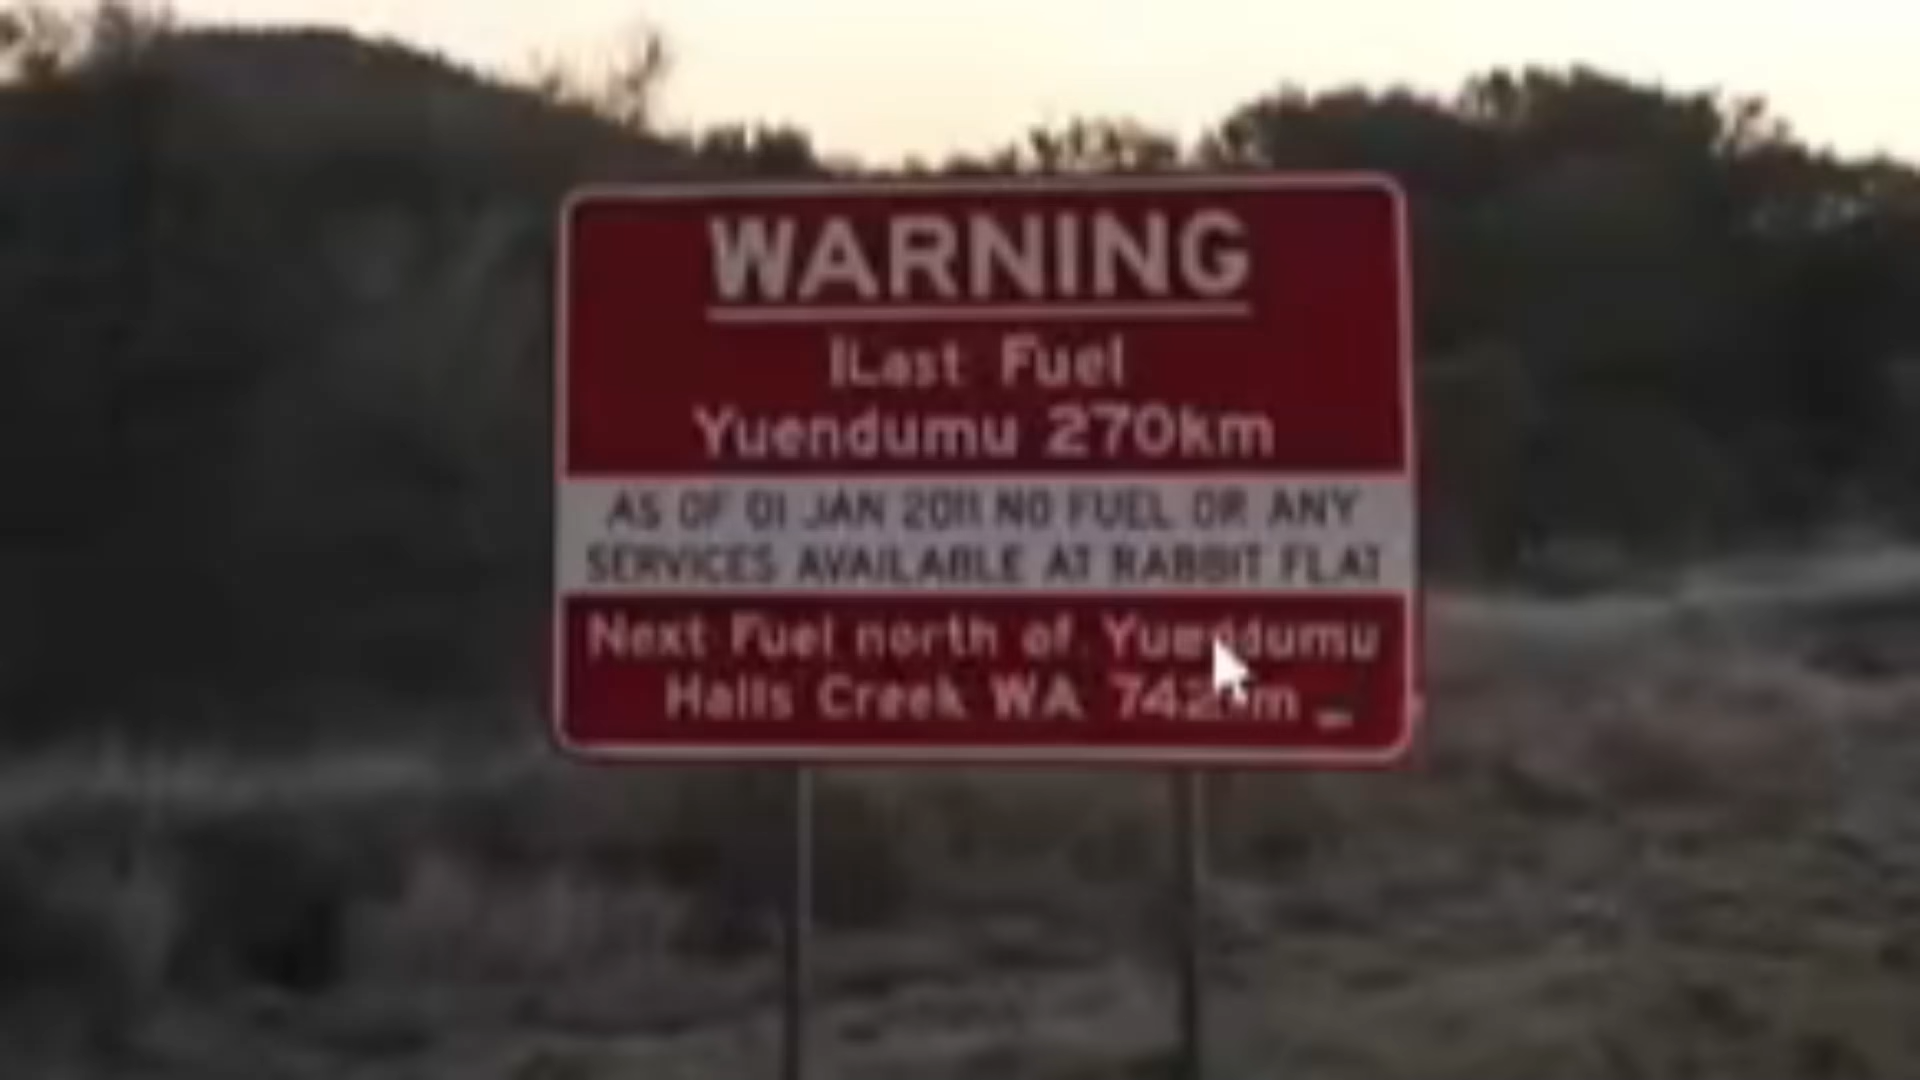 WARNING
Last Fuel
Yuendumu 270km
AS OF 01 JAN 2011 NO FUEL OR ANY
SERVICES AVAILABLE AT RABBIT FLAT
Next Fuel north of Yuendumu
Halls Creek WA 742km